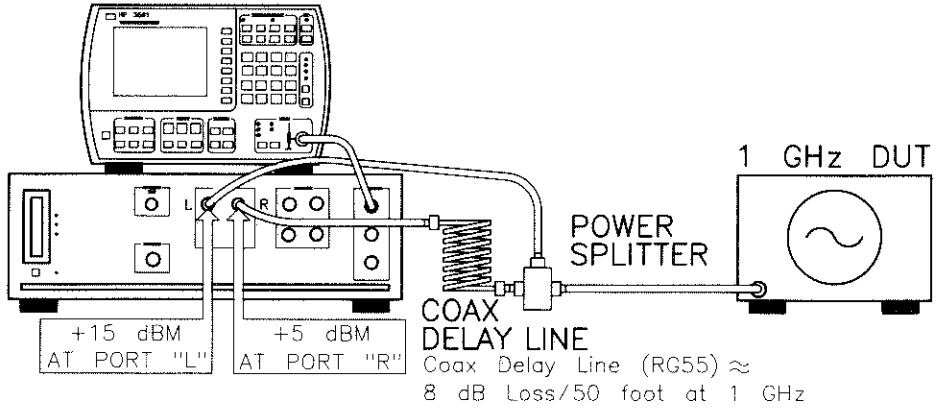 HP 3561
1 GHz DUT
L
R
POWER
SPLITTER
COAX
DELAY LINE
+15 dBM
AT PORT "L"
+5 dBM
AT PORT "R"
Coax Delay Line (RG55) ≈
8 dB Loss/50 foot at 1 GHz